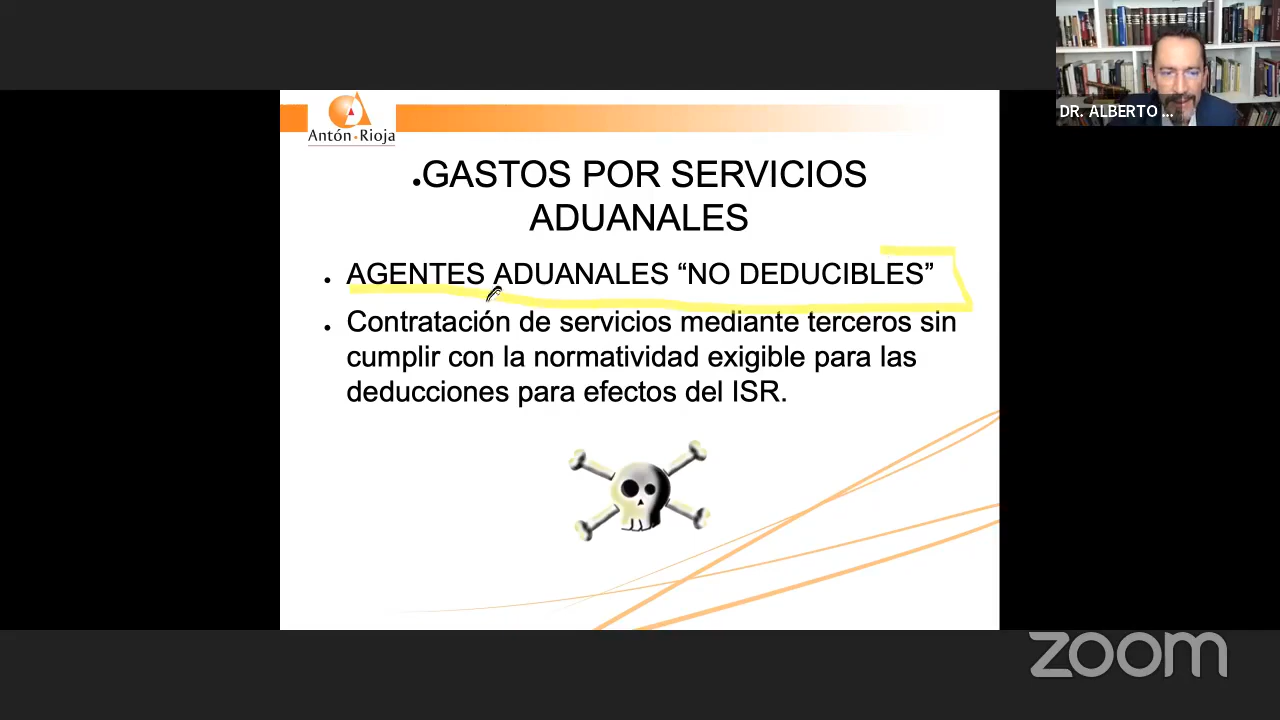 DR. ALBERTO ...
Antón·Rioja
•GASTOS POR SERVICIOS
ADUANALES
• AGENTES ADUANALES “NO DEDUCIBLES”
• Contratación de servicios mediante terceros sin
cumplir con la normatividad exigible para las
deducciones para efectos del ISR.
zoom